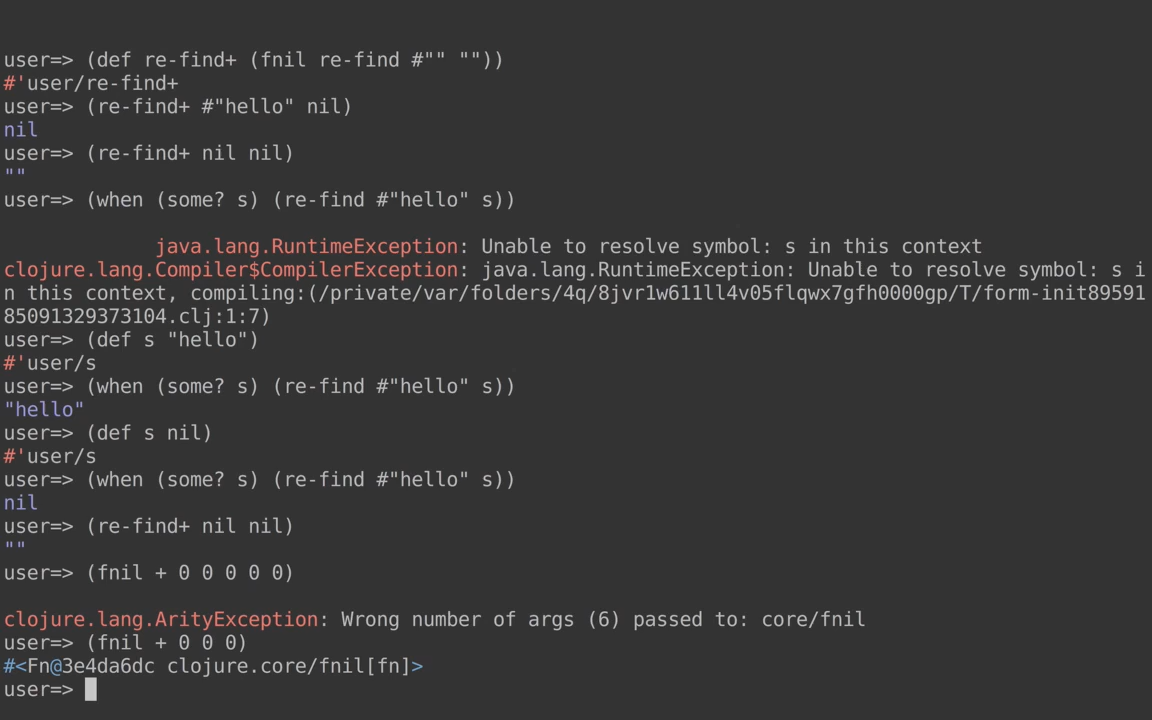 user=> (def re-find+ (fnil re-find #"" ""))
#'user/re-find+
user=> (re-find+ #"hello" nil)
nil
user=> (re-find+ nil nil)
""
user=> (when (some? s) (re-find #"hello" s))
java.lang.RuntimeException: Unable to resolve symbol: s in this context
clojure.lang.Compiler$CompilerException: java.lang.RuntimeException: Unable to resolve symbol: s i
n this context, compiling:(/private/var/folders/4q/8jvr1w611ll4v05flqwx7gfh0000gp/T/form-init89591
85091329373104.clj:1:7)
user=> (def s "hello")
#'user/s
user=> (when (some? s) (re-find #"hello" s))
"hello"
user=> (def s nil)
#'user/s
user=> (when (some? s) (re-find #"hello" s))
nil
user=> (re-find+ nil nil)
""
user=> (fnil + 0 0 0 0 0)
clojure.lang.ArityException: Wrong number of args (6) passed to: core/fnil
user=> (fnil + 0 0 0)
#<Fn@3e4da6dc clojure.core/fnil[fn]>
user=>